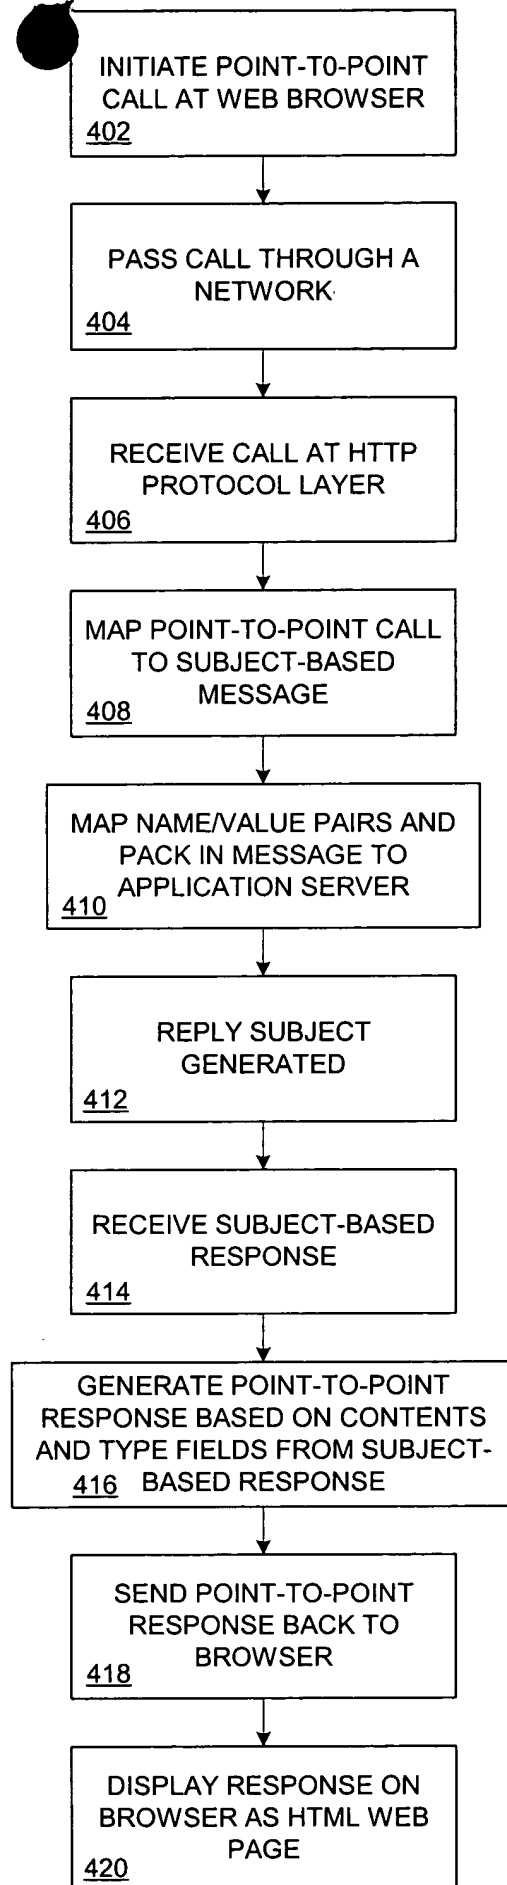 INITIATE POINT-T0-POINT
CALL AT WEB BROWSER
402
PASS CALL THROUGH A
NETWORK
404
RECEIVE CALL AT HTTP
PROTOCOL LAYER
406
MAP POINT-TO-POINT CALL
TO SUBJECT-BASED
MESSAGE
408
MAP NAME/VALUE PAIRS AND
PACK IN MESSAGE TO
APPLICATION SERVER
410
REPLY SUBJECT
GENERATED
412
RECEIVE SUBJECT-BASED
RESPONSE
414
GENERATE POINT-TO-POINT
RESPONSE BASED ON CONTENTS
AND TYPE FIELDS FROM SUBJECT-
416 BASED RESPONSE
SEND POINT-TO-POINT
RESPONSE BACK TO
BROWSER
418
DISPLAY RESPONSE ON
BROWSER AS HTML WEB
PAGE
420